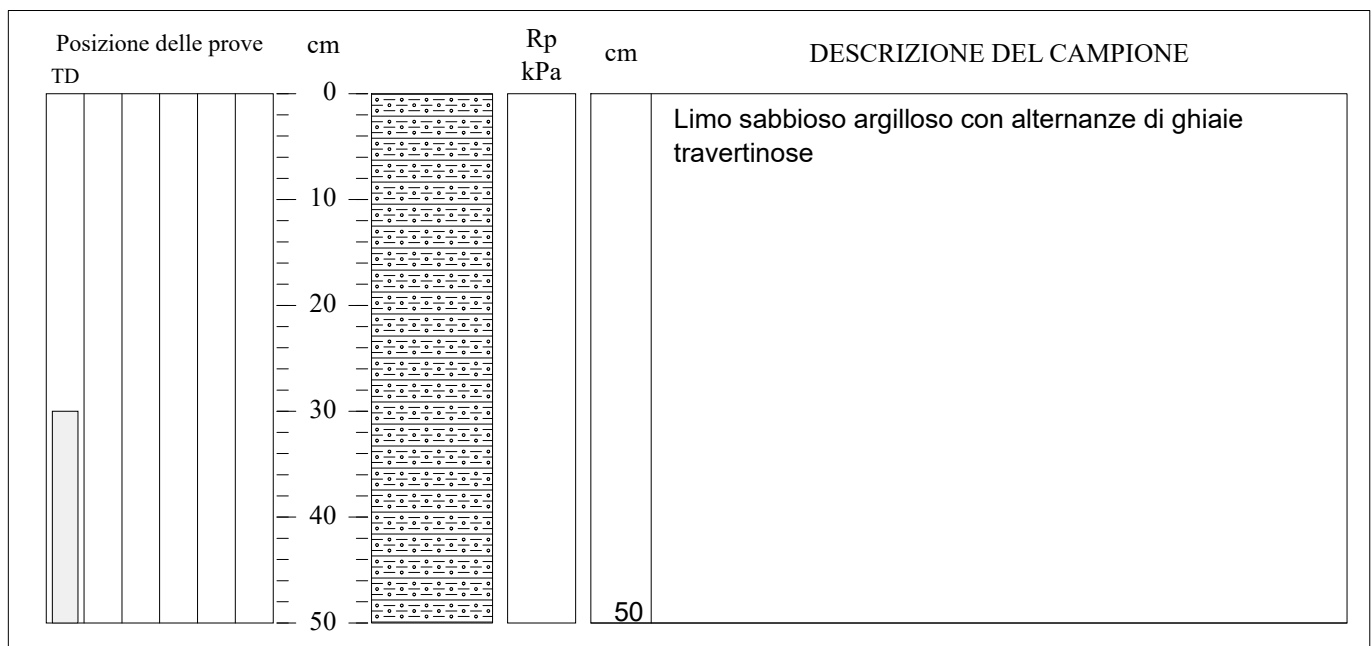 Posizione delle prove
cm
Rp
kPa
cm
DESCRIZIONE DEL CAMPIONE
TD
0
10
20
30
40
50
50
Limo sabbioso argilloso con alternanze di ghiaie
travertinose